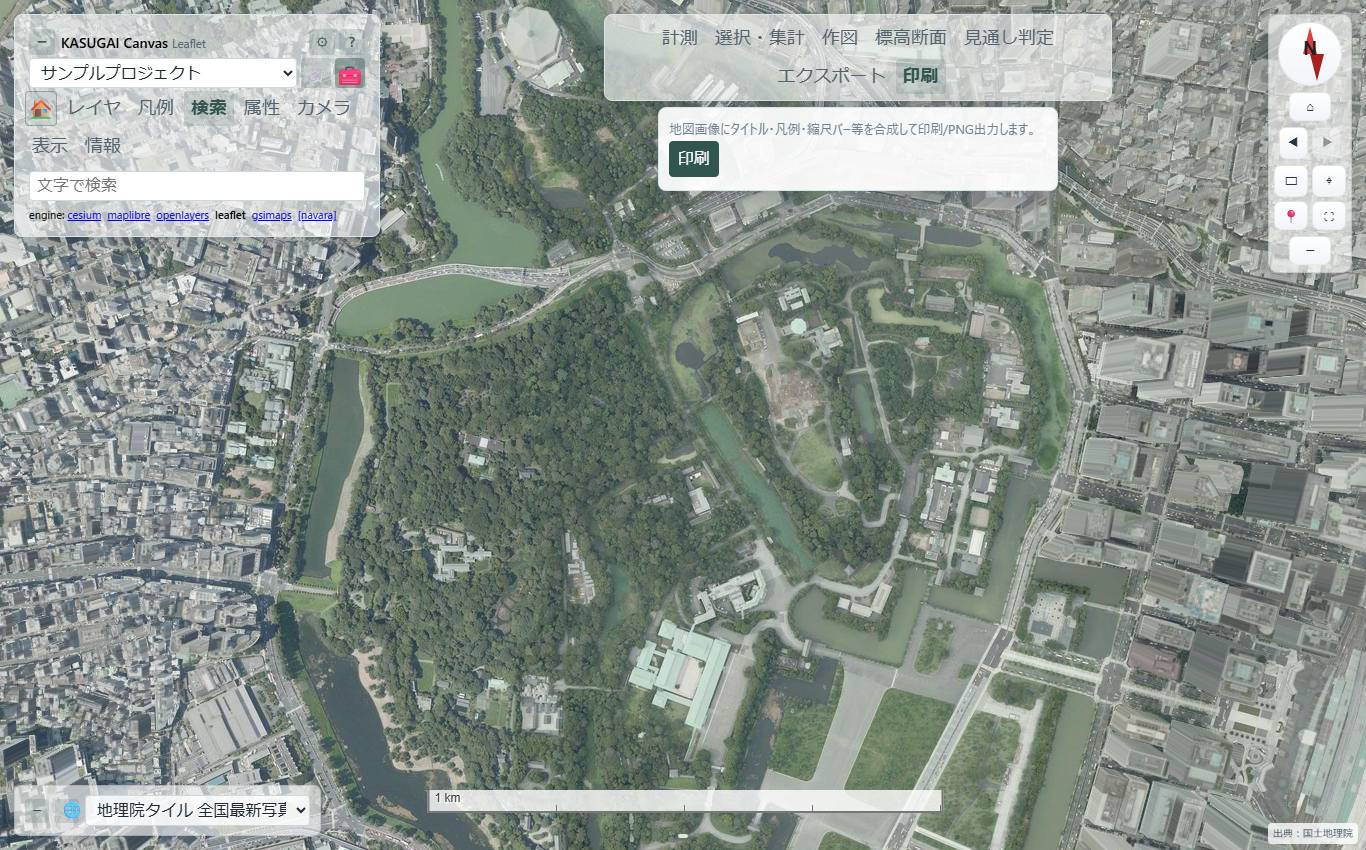 KASUGAI Canvas Leaflet
サンプルプロジェクト
レイヤ 凡例 検索 属性 カメラ
表示 情報
文字で検索
engine: cesium maplibre openlayers leaflet gsimaps [navara]
計測 選択・集計 作図 標高断面 見通し判定
エクスポート 印刷
地図画像にタイトル・凡例・縮尺バー等を合成して印刷/PNG出力します。
印刷
N
地理院タイル 全国最新写真
1 km
出典：国土地理院